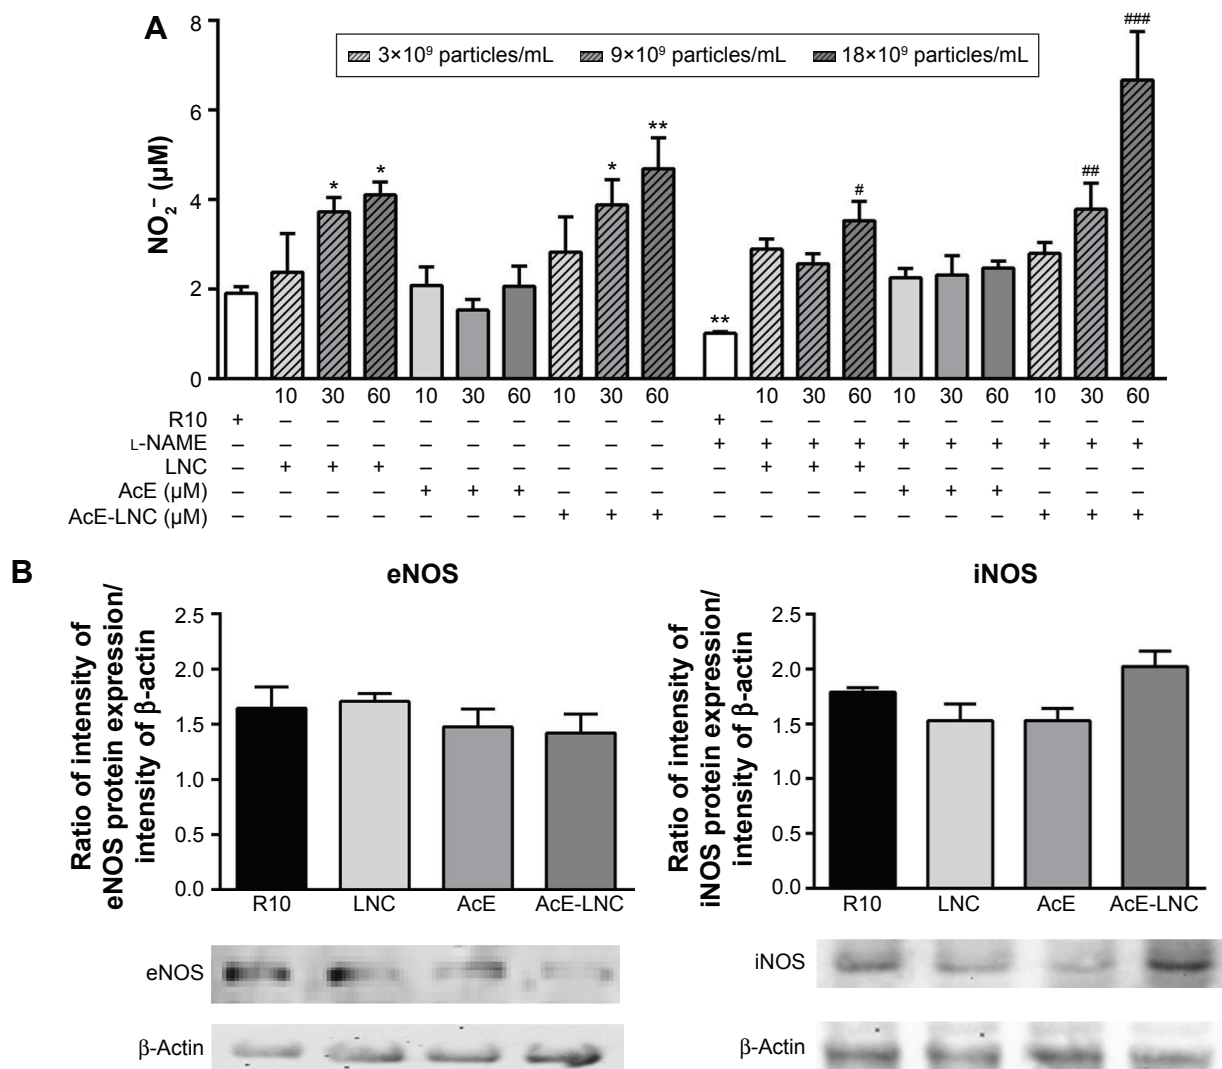 A
8
6
4
2
0
NO₂⁻ (µM)
3×10⁹ particles/mL 9×10⁹ particles/mL 18×10⁹ particles/mL
* * * ** ** # ## ###
10 30 60 10 30 60 10 30 60 10 30 60 10 30 60 10 30 60
R10 + – – – – – – – – – + – – – – – – – – –
L-NAME – – – – – – – – – – + + + + + + + + + +
LNC – + + + – – – – – – – + + + – – – – – –
AcE (µM) – – – – + + + – – – – – – – + + + – – –
AcE-LNC (µM) – – – – – – – + + + – – – – – – – + + +
B
eNOS
Ratio of intensity of
eNOS protein expression/
intensity of β-actin
2.5
2.0
1.5
1.0
0.5
0.0
R10 LNC AcE AcE-LNC
eNOS
β-Actin
iNOS
Ratio of intensity of
iNOS protein expression/
intensity of β-actin
2.5
2.0
1.5
1.0
0.5
0.0
R10 LNC AcE AcE-LNC
iNOS
β-Actin